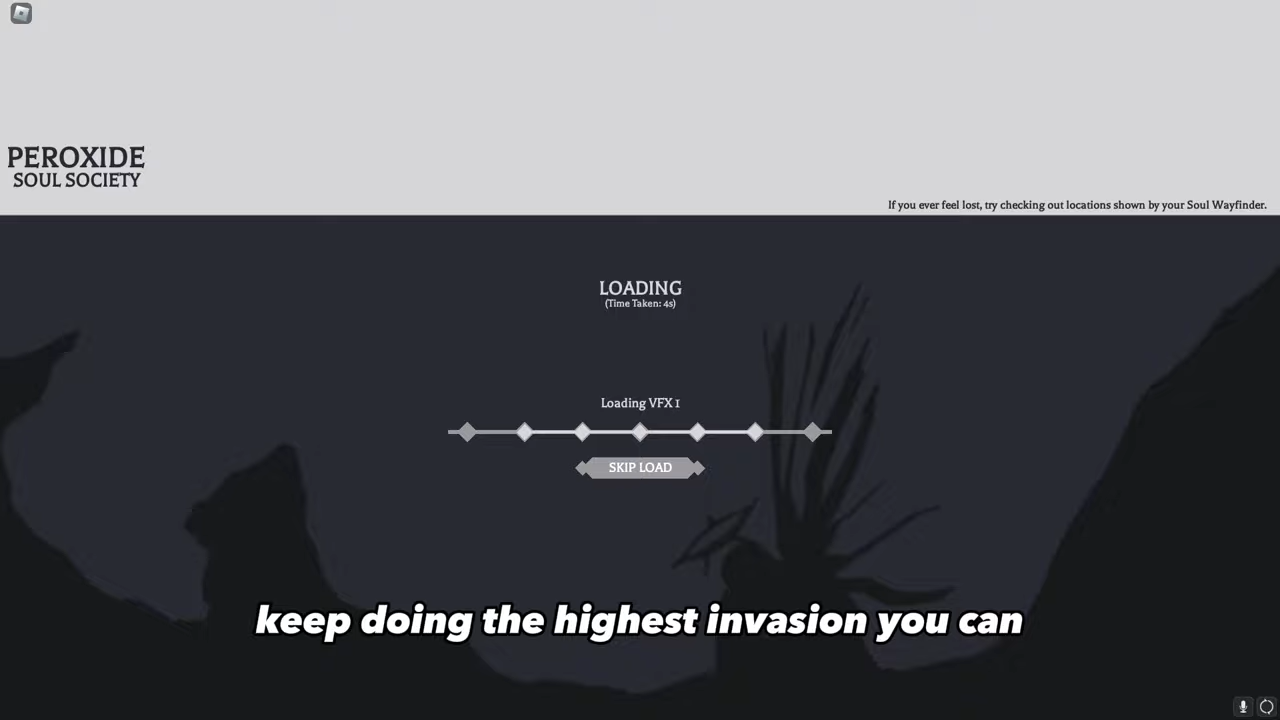 PEROXIDE
SOUL SOCIETY
If you ever feel lost, try checking out locations shown by your Soul Wayfinder.
LOADING
(Time Taken: 4s)
Loading VFX 1
SKIP LOAD
keep doing the highest invasion you can